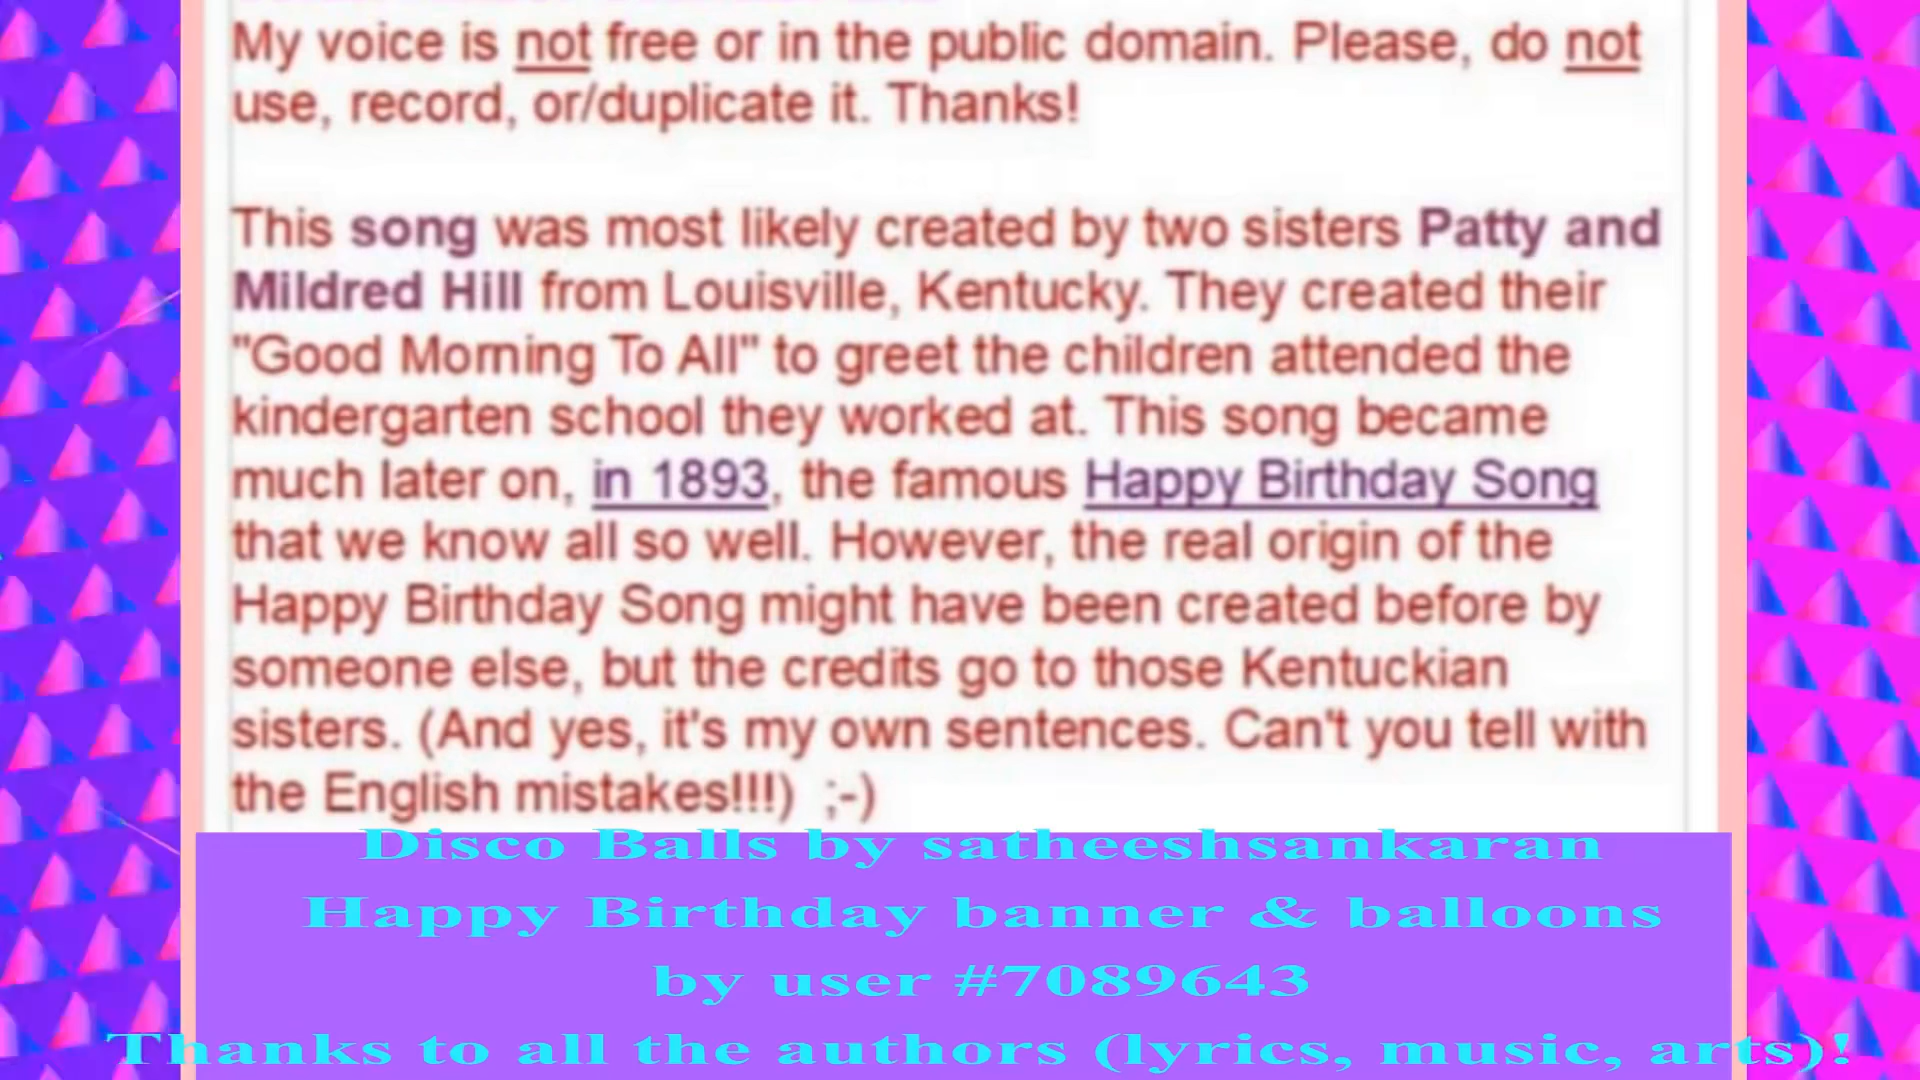 My voice is not free or in the public domain. Please, do not
use, record, or/duplicate it. Thanks!
This song was most likely created by two sisters Patty and
Mildred Hill from Louisville, Kentucky. They created their
"Good Morning To All" to greet the children attended the
kindergarten school they worked at. This song became
much later on, in 1893, the famous Happy Birthday Song
that we know all so well. However, the real origin of the
Happy Birthday Song might have been created before by
someone else, but the credits go to those Kentuckian
sisters. (And yes, it's my own sentences. Can't you tell with
the English mistakes!!!) ;-)
Disco Balls by satheeshsankaran
Happy Birthday banner & balloons
by user #7089643
Thanks to all the authors (lyrics, music, arts)!